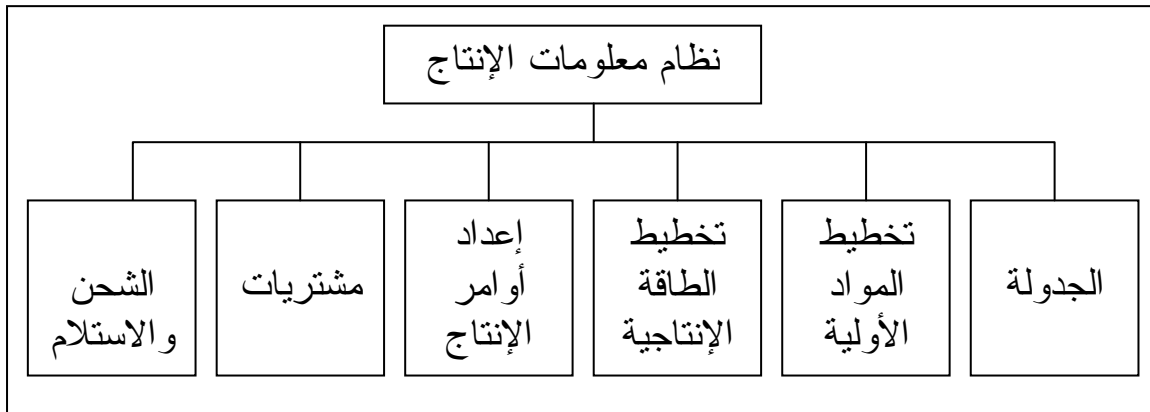 نظام معلومات الإنتاج
الجدولة
تخطيط
المواد
الأولية
تخطيط
الطاقة
الإنتاجية
إعداد
أوامر
الإنتاج
مشتريات
الشحن
والاستلام